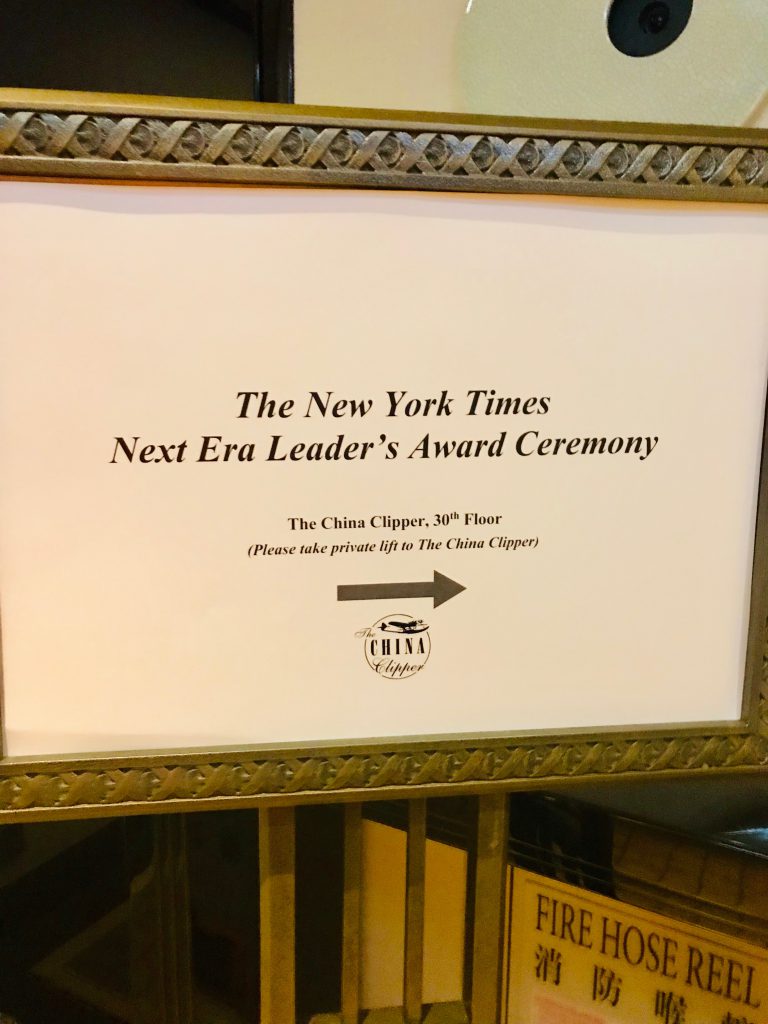 The New York Times
Next Era Leader’s Award Ceremony
The China Clipper, 30th Floor
(Please take private lift to The China Clipper)
The
CHINA
Clipper
FIRE HOSE REEL
消防喉